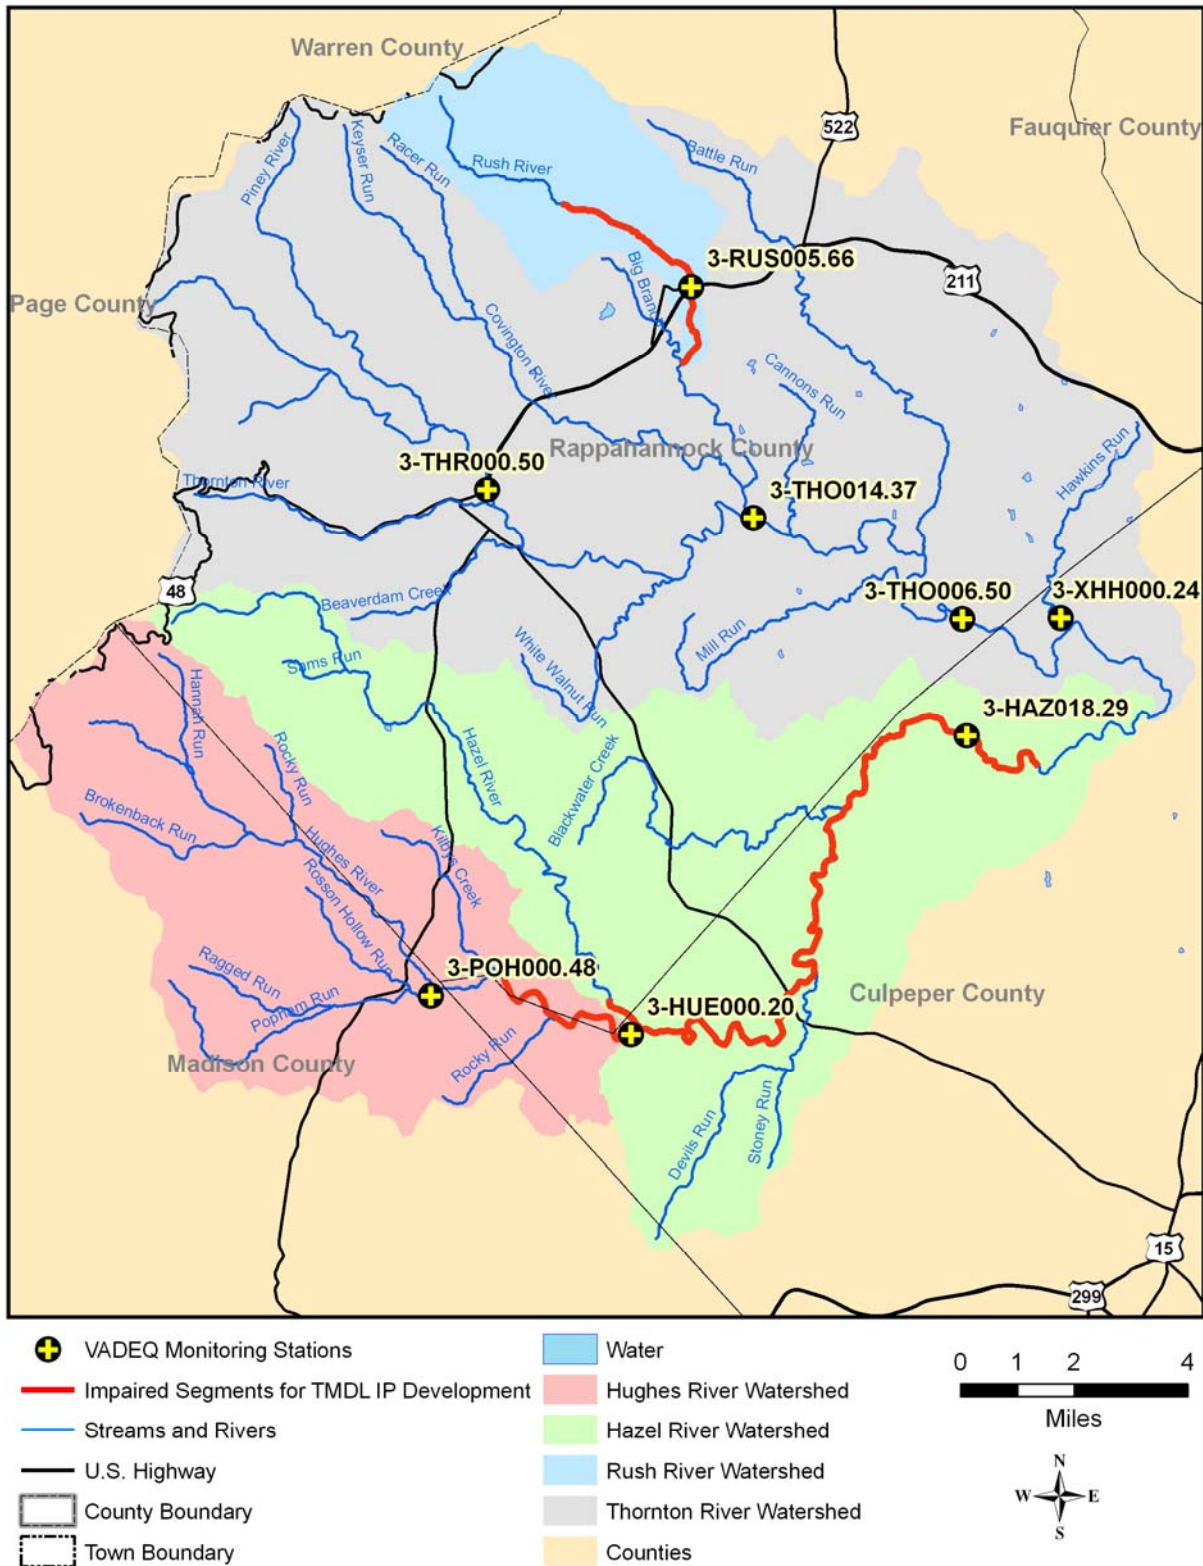 Warren County
522
Fauquier County
Piney River
Keyser Run
Racer Run
Rush River
Battle Run
3-RUS005.66
211
Page County
Big Branch
Covington River
Cannons Run
Rappahannock County
3-THR000.50
Hawkins Run
Thornton River
3-THO014.37
48
Beaverdam Creek
3-THO006.50
3-XHH000.24
Mill Run
White Walnut Run
Sams Run
Hannah Run
3-HAZ018.29
Rocky Run
Hazel River
Blackwater Creek
Brokenback Run
Hughes River
Kilbys Creek
Rosson Hollow Run
Ragged Run
3-POH000.48
Popham Run
3-HUE000.20
Culpeper County
Madison County
Rocky Run
Devils Run
Stoney Run
15
299
VADEQ Monitoring Stations
Impaired Segments for TMDL IP Development
Streams and Rivers
U.S. Highway
County Boundary
Town Boundary
Water
Hughes River Watershed
Hazel River Watershed
Rush River Watershed
Thornton River Watershed
Counties
0 1 2 4
Miles
N
W E
S